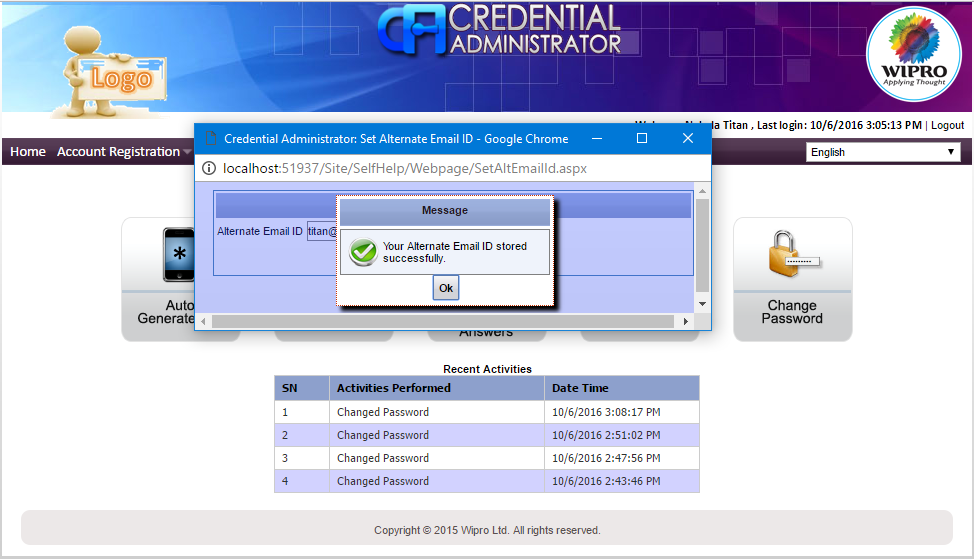 CREDENTIAL
ADMINISTRATOR
Logo
WIPRO
Applying Thought
Titan , Last login: 10/6/2016 3:05:13 PM | Logout
Home Account Registration
English
Credential Administrator: Set Alternate Email ID - Google Chrome
localhost:51937/Site/SelfHelp/Webpage/SetAltEmailId.aspx
Message
Alternate Email ID titan@
Your Alternate Email ID stored
successfully.
Ok
Auto
Generate
Answers
Change
Password
Recent Activities
SN Activities Performed Date Time
1 Changed Password 10/6/2016 3:08:17 PM
2 Changed Password 10/6/2016 2:51:02 PM
3 Changed Password 10/6/2016 2:47:56 PM
4 Changed Password 10/6/2016 2:43:46 PM
Copyright © 2015 Wipro Ltd. All rights reserved.